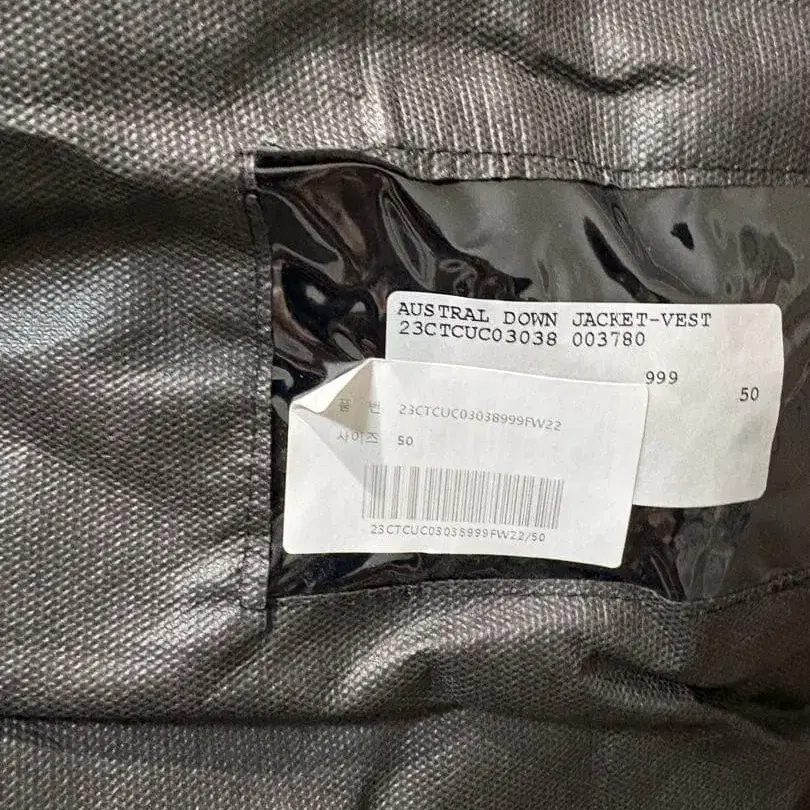 AUSTRAL DOWN JACKET-VEST
23CTCUC03038 003780
999
50
품 번 23CTCUC03038999FW22
사이즈 50
23CTCUC03038999FW22/50